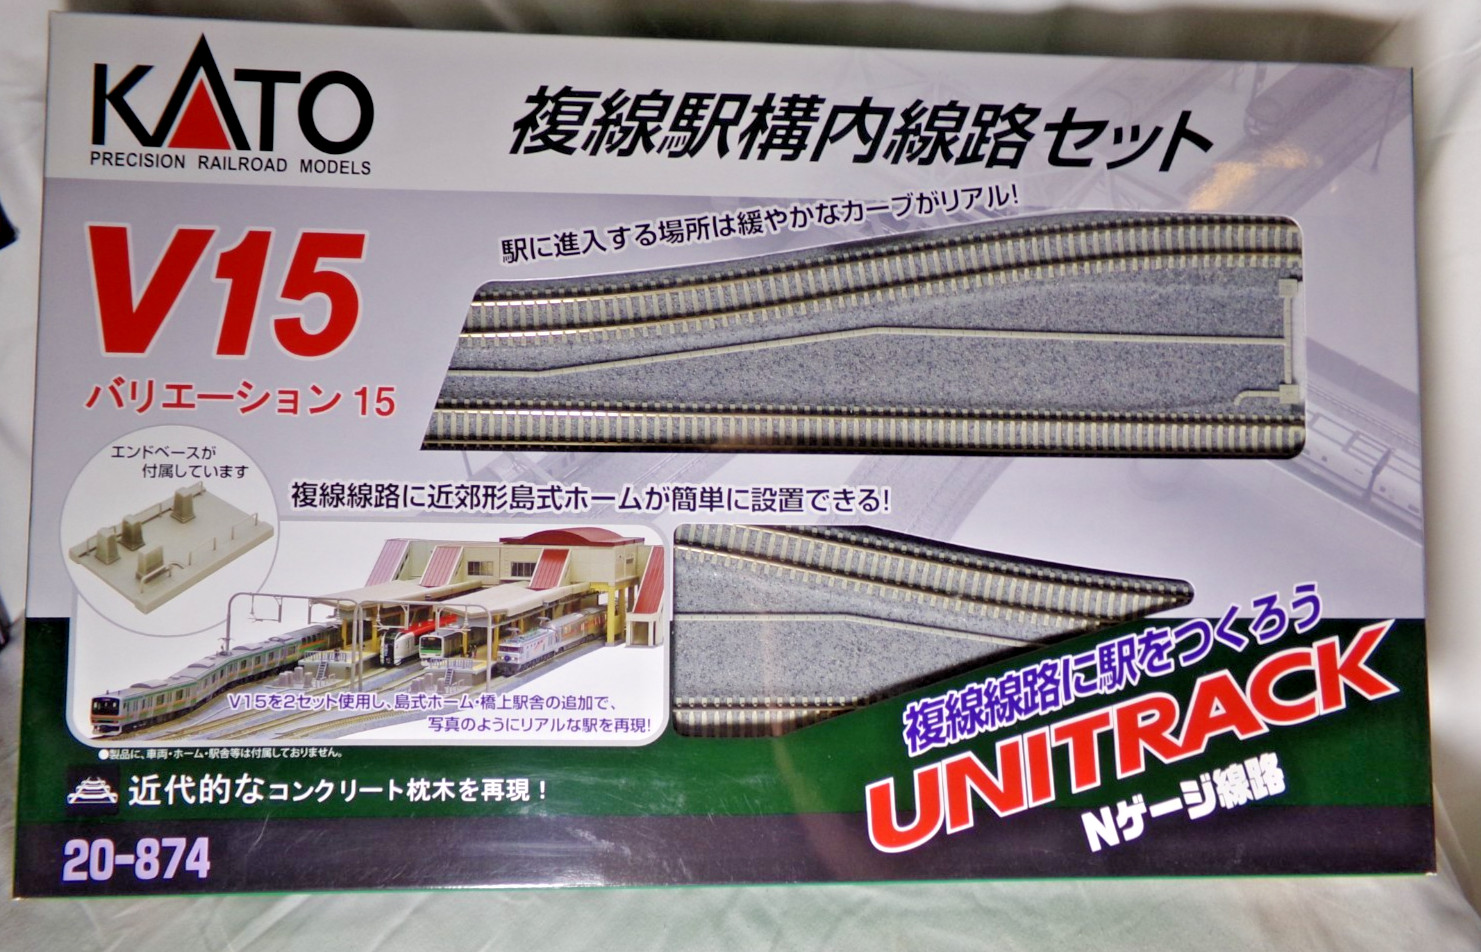 KATO
PRECISION RAILROAD MODELS
複線駅構内線路セット
V15
バリエーション 15
駅に進入する場所は緩やかなカーブがリアル!
エンドベースが
付属しています
複線線路に近郊形島式ホームが簡単に設置できる!
V15を2セット使用し、島式ホーム・橋上駅舎の追加で、
写真のようにリアルな駅を再現!
●製品に、車両・ホーム・駅舎等は付属しておりません。
近代的なコンクリート枕木を再現!
20-874
複線線路に駅をつくろう
UNITRACK
Nゲージ線路